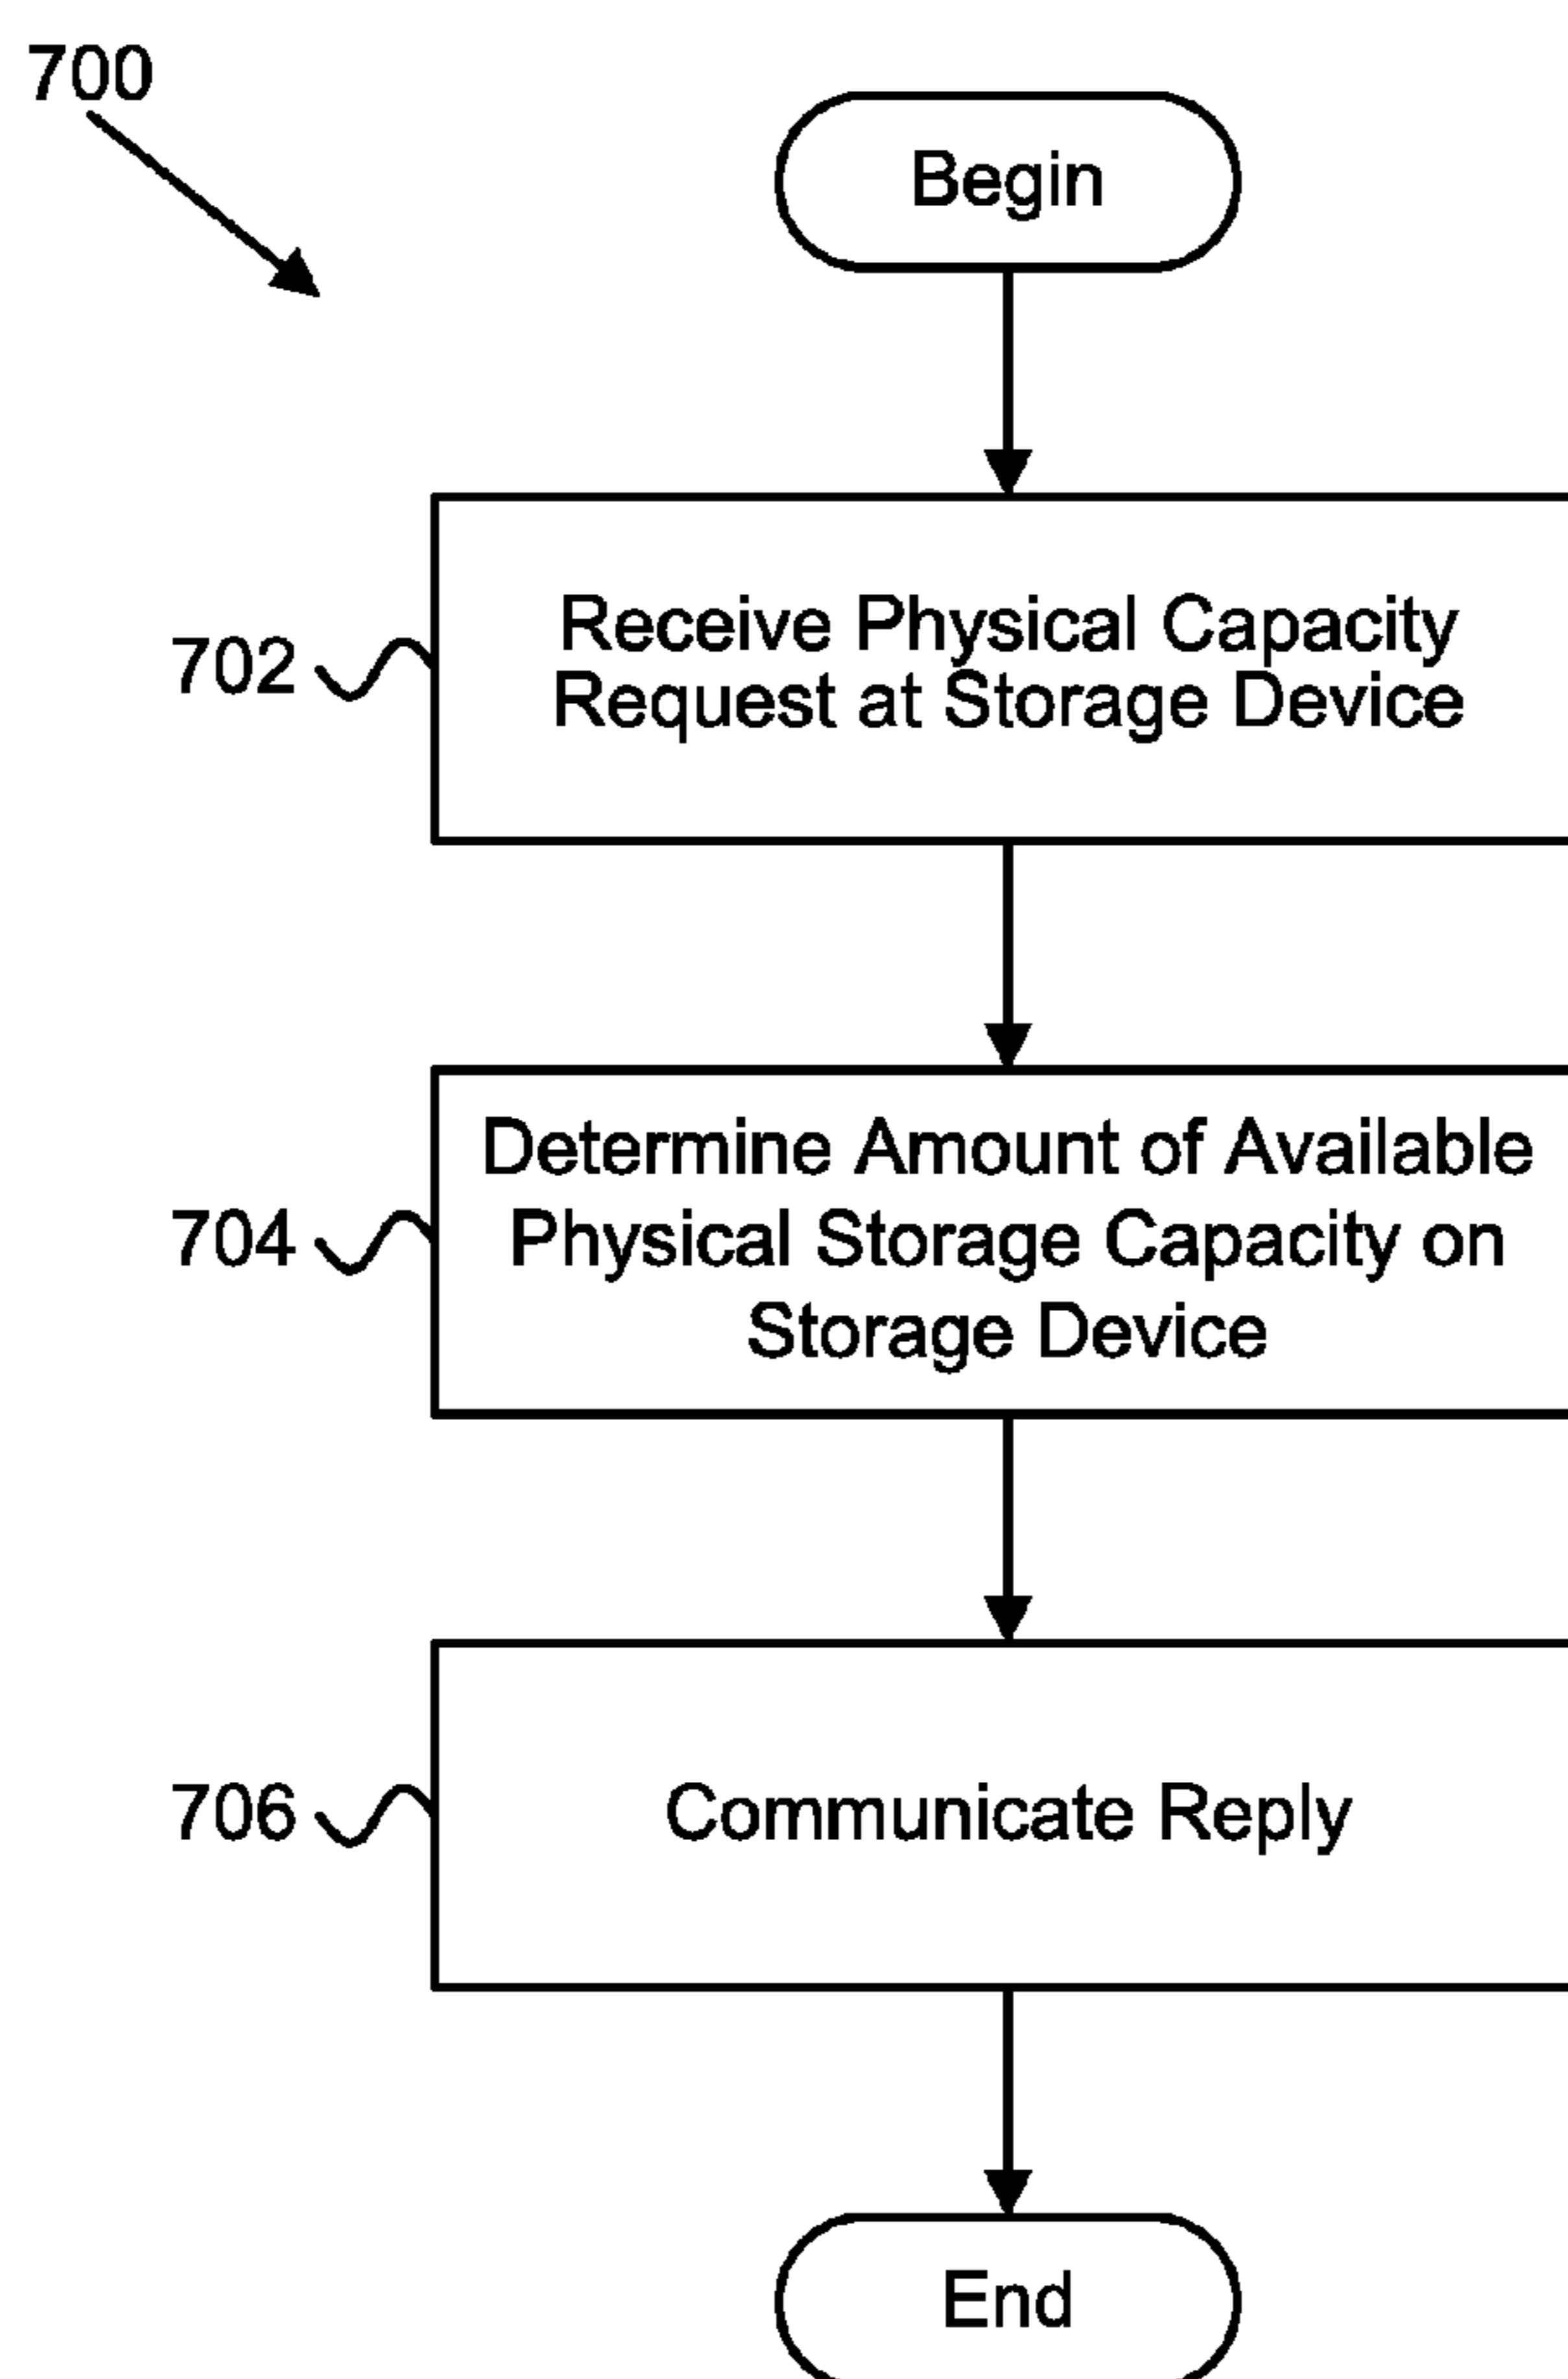 700
Begin
702
Receive Physical Capacity
Request at Storage Device
704
Determine Amount of Available
Physical Storage Capacity on
Storage Device
706
Communicate Reply
End